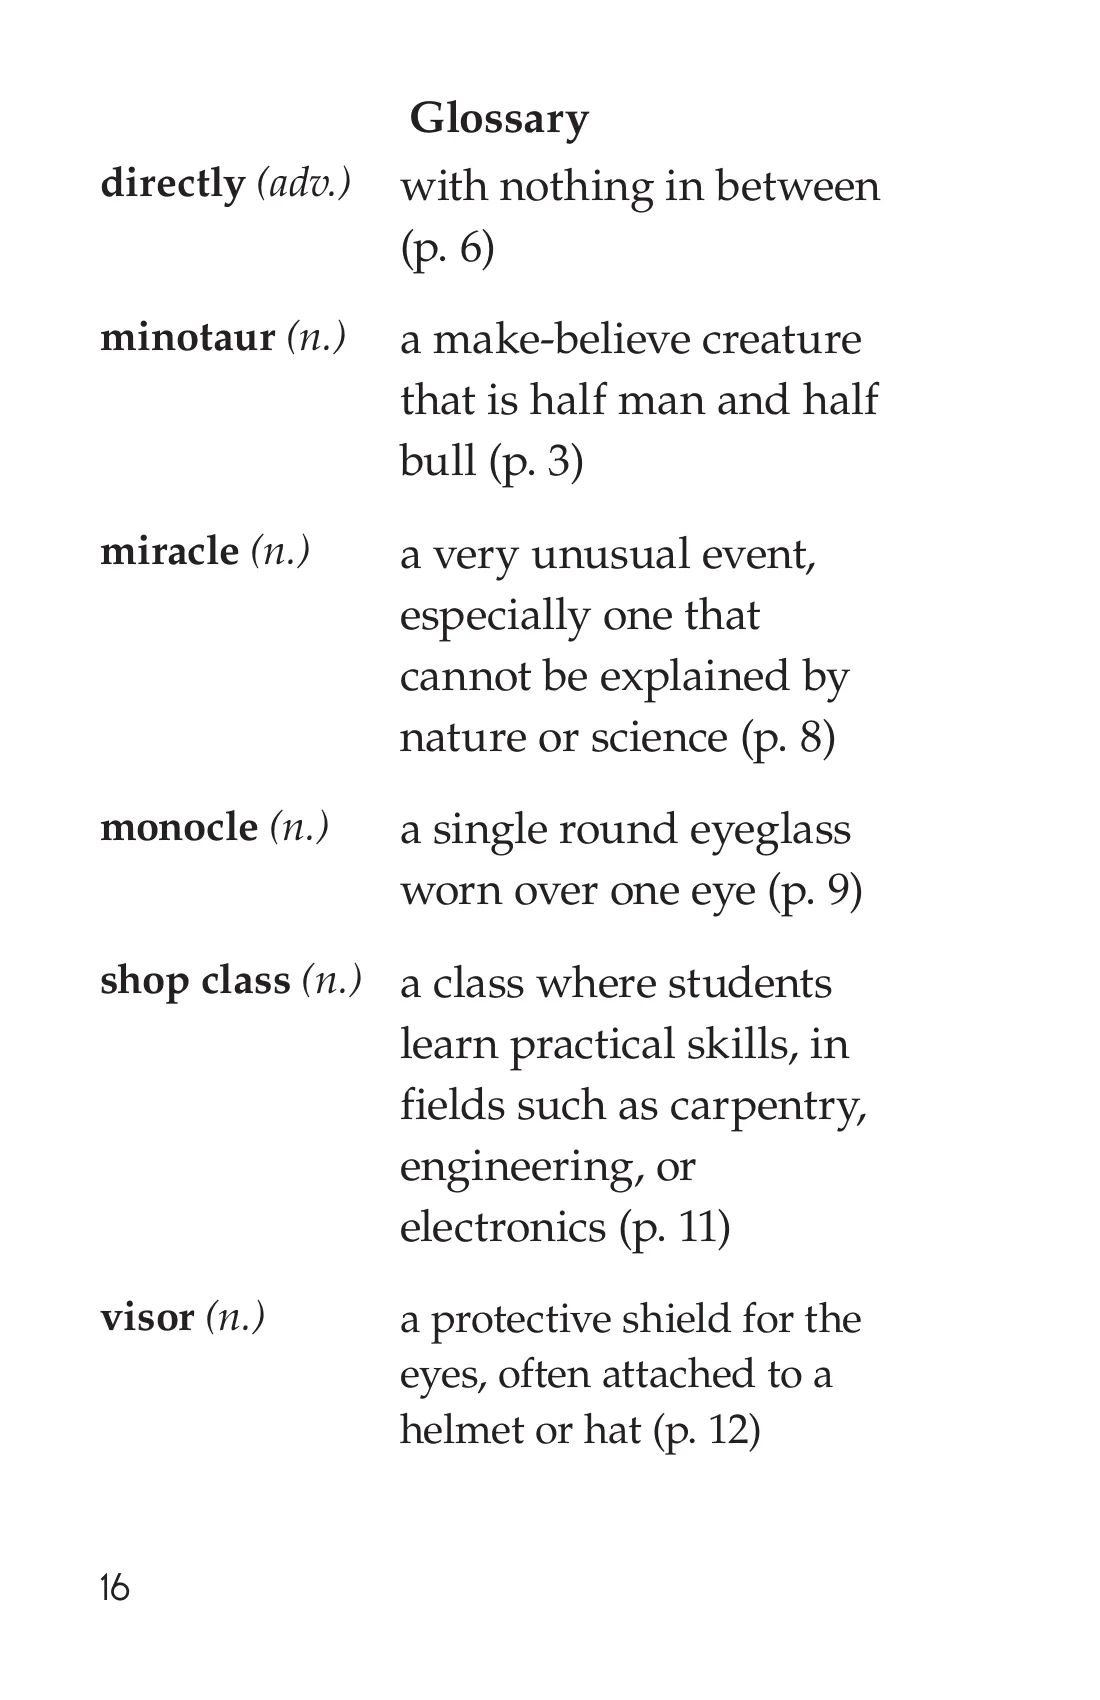 Glossary
directly (adv.) with nothing in between
(p. 6)
minotaur (n.) a make-believe creature
that is half man and half
bull (p. 3)
miracle (n.) a very unusual event,
especially one that
cannot be explained by
nature or science (p. 8)
monocle (n.) a single round eyeglass
worn over one eye (p. 9)
shop class (n.) a class where students
learn practical skills, in
fields such as carpentry,
engineering, or
electronics (p. 11)
visor (n.) a protective shield for the
eyes, often attached to a
helmet or hat (p. 12)
16